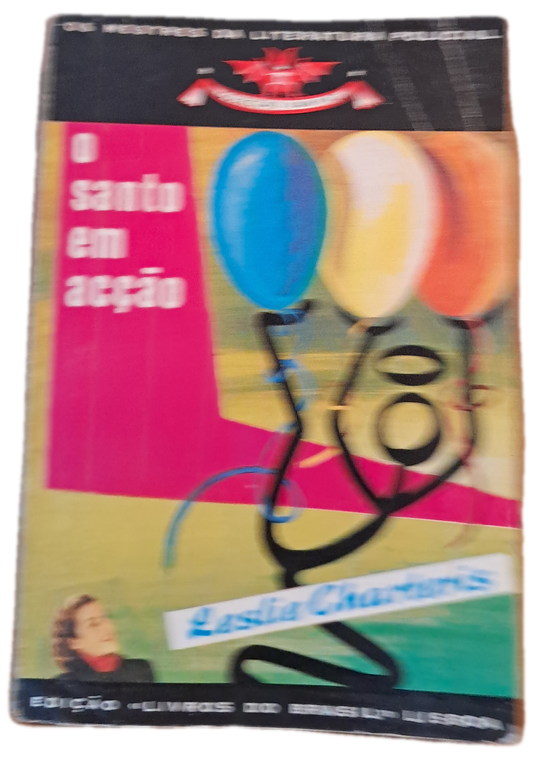 OS MESTRES DA LITERATURA POLICIAL
o
santo
em
acção
Leslie Charteris
EDIÇÃO «LIVROS DO BRASIL» LISBOA